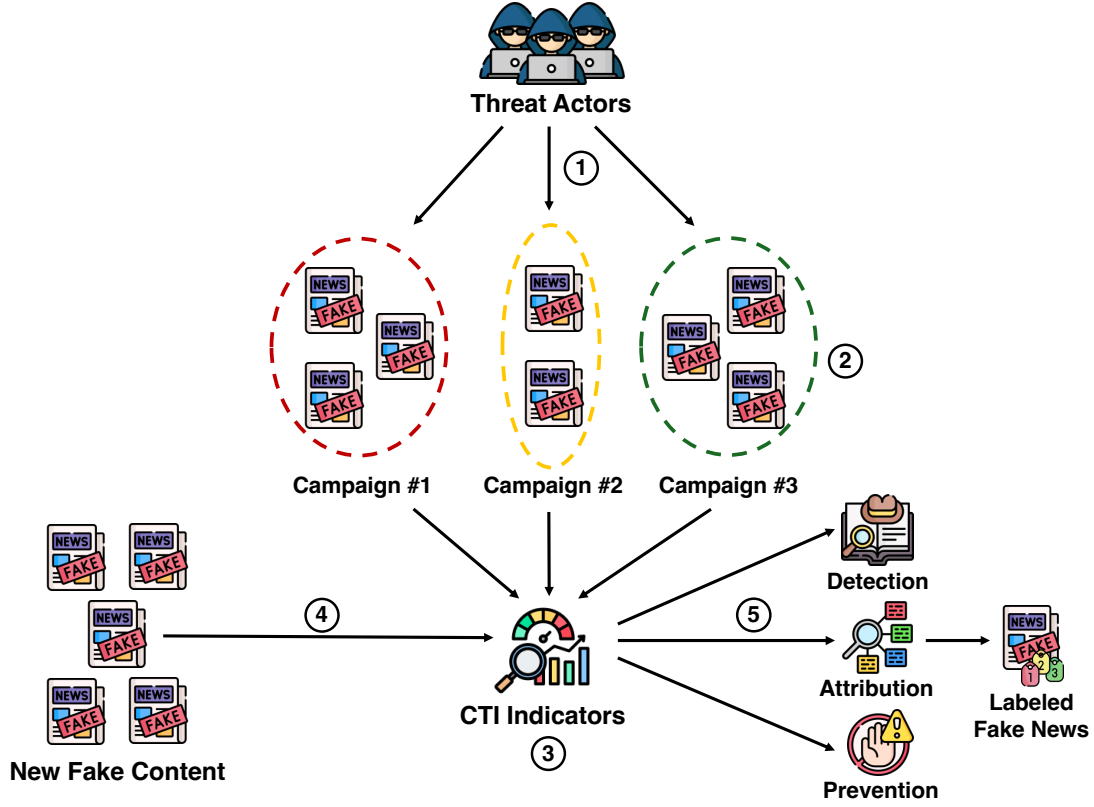 Threat Actors
1
NEWS
FAKE
NEWS
FAKE
NEWS
FAKE
NEWS
FAKE
NEWS
FAKE
NEWS
FAKE
NEWS
FAKE
NEWS
FAKE
2
Campaign #1
Campaign #2
Campaign #3
NEWS
FAKE
NEWS
FAKE
NEWS
FAKE
NEWS
FAKE
NEWS
FAKE
New Fake Content
4
CTI Indicators
3
5
Detection
Attribution
Prevention
NEWS
FAKE
1
2
3
Labeled
Fake News